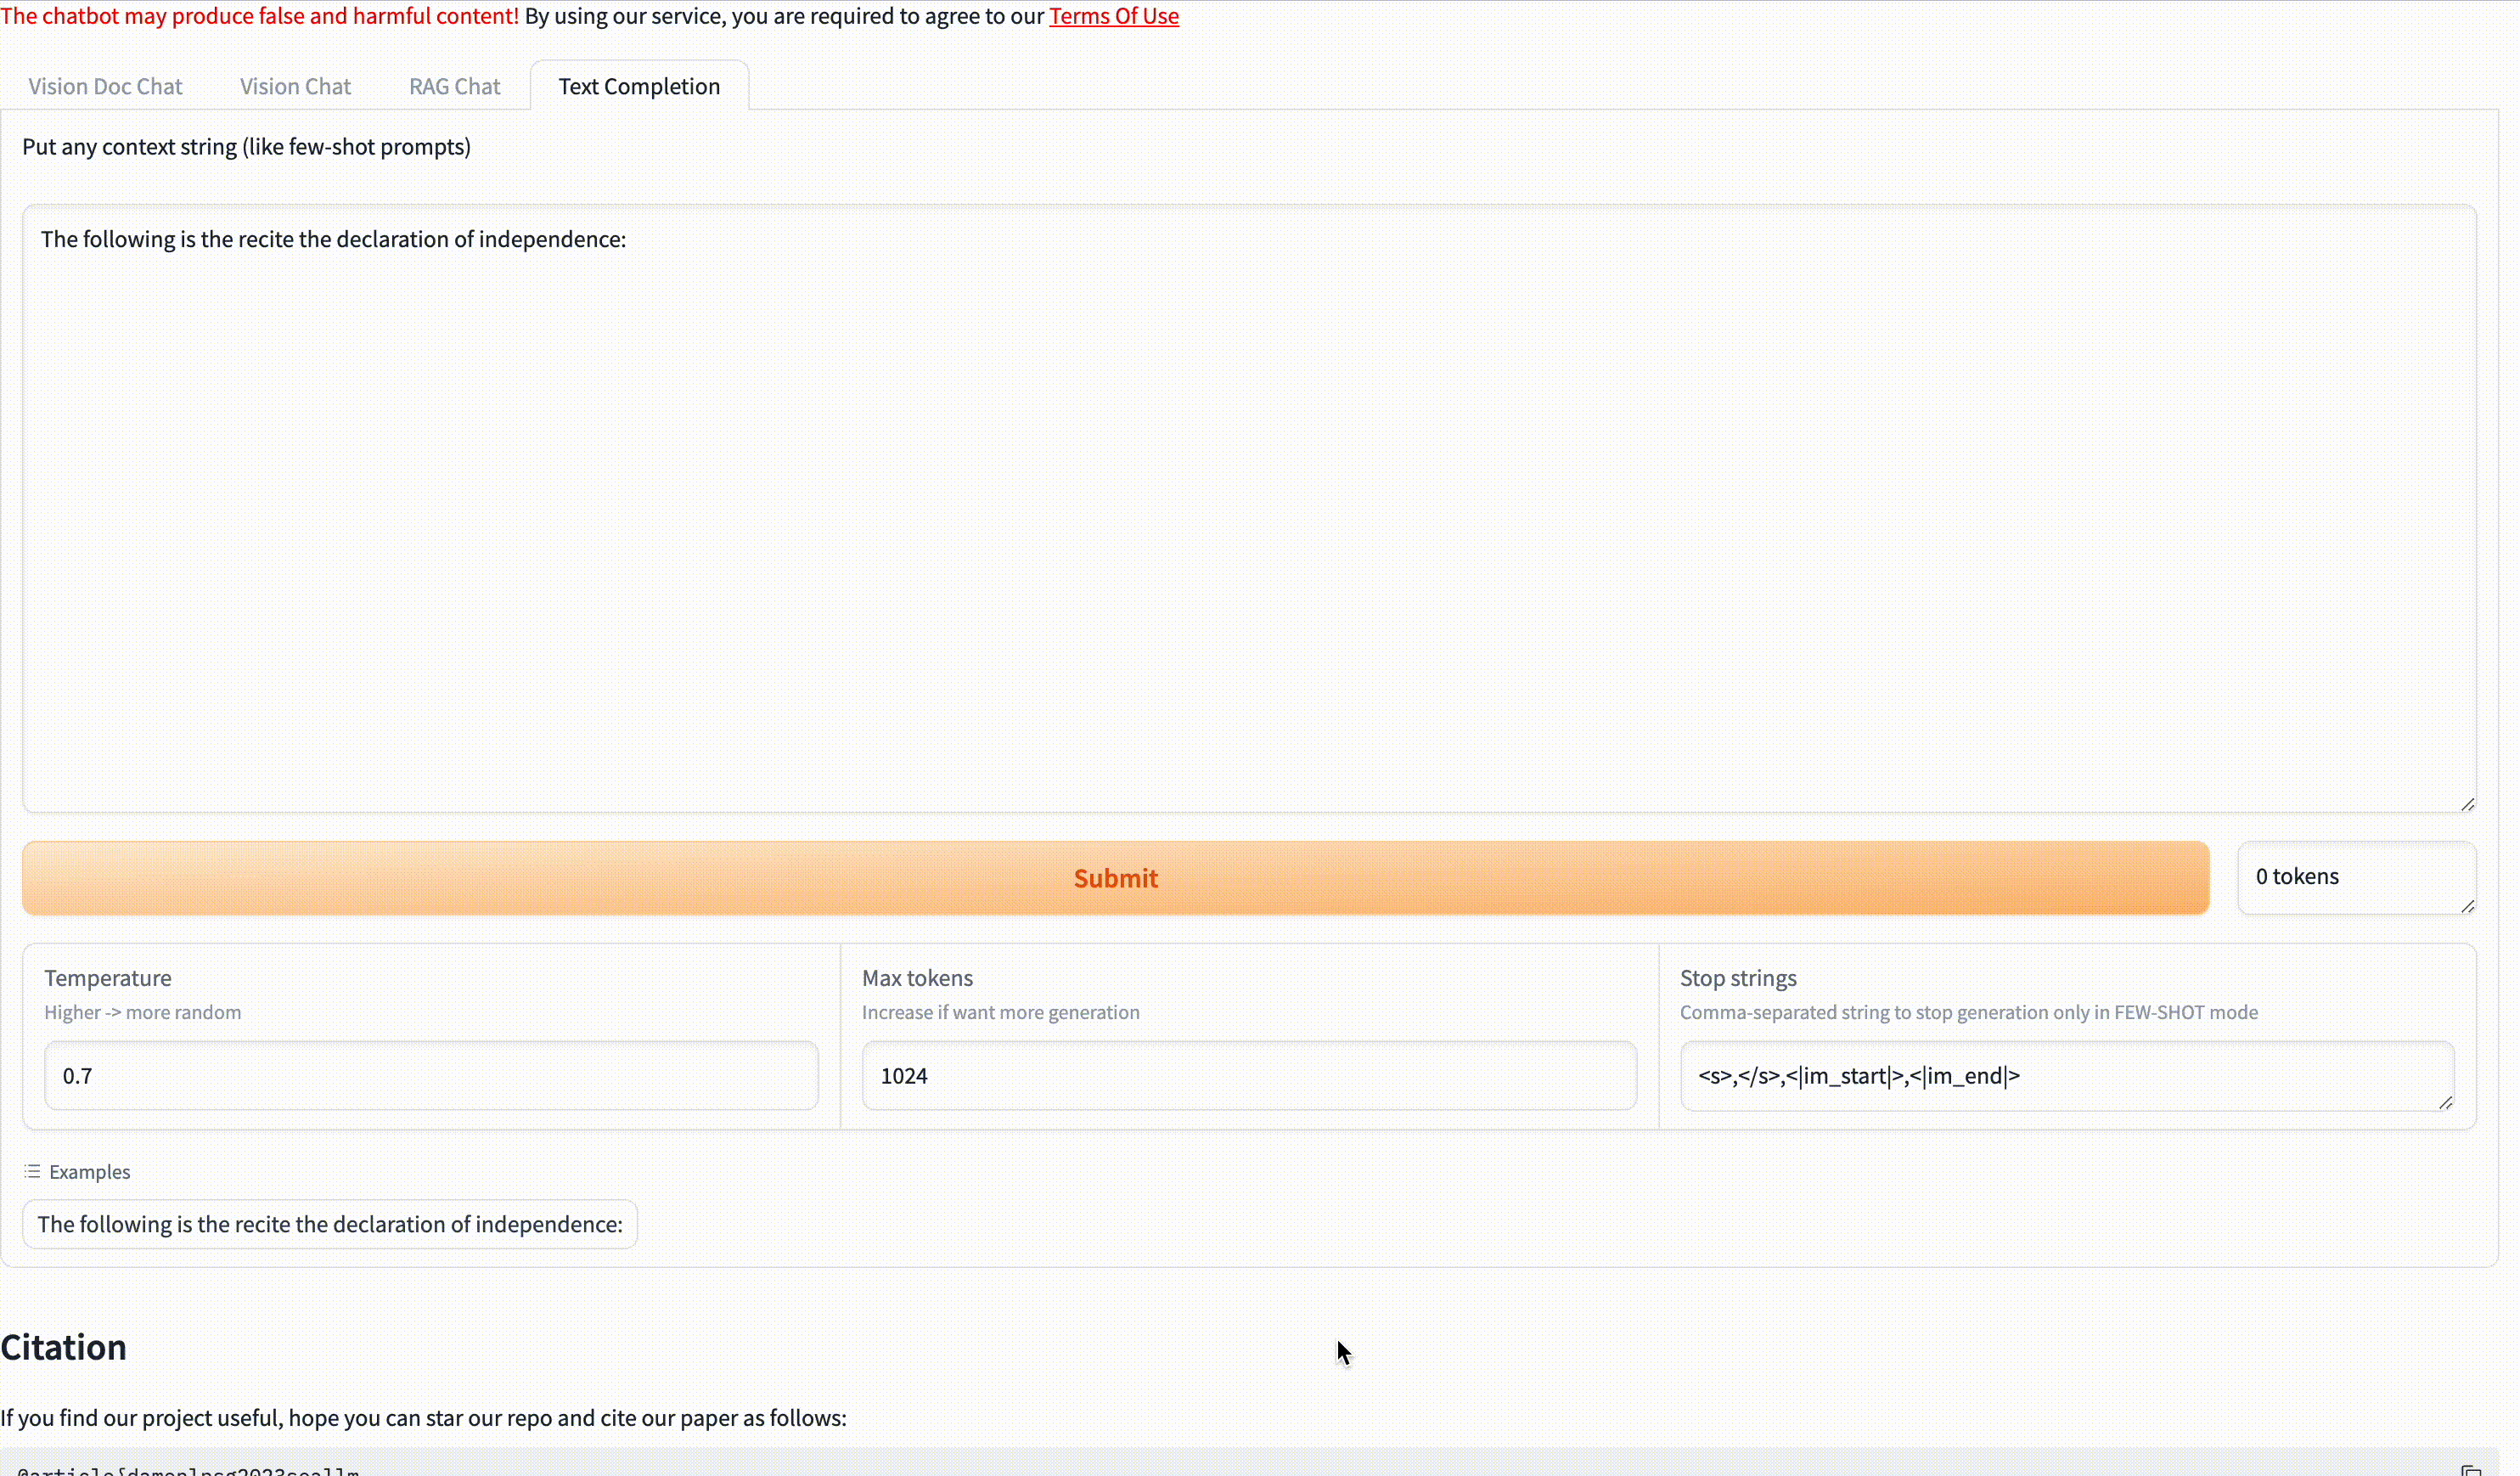 The chatbot may produce false and harmful content! By using our service, you are required to agree to our Terms Of Use
Vision Doc Chat Vision Chat RAG Chat Text Completion
Put any context string (like few-shot prompts)
The following is the recite the declaration of independence:
Submit 0 tokens
Temperature Max tokens Stop strings
Higher -> more random Increase if want more generation Comma-separated string to stop generation only in FEW-SHOT mode
0.7 1024 <s>,</s>,<|im_start|>,<|im_end|>
Examples
The following is the recite the declaration of independence:
Citation
If you find our project useful, hope you can star our repo and cite our paper as follows:
@article{damonlpsg2023seallm